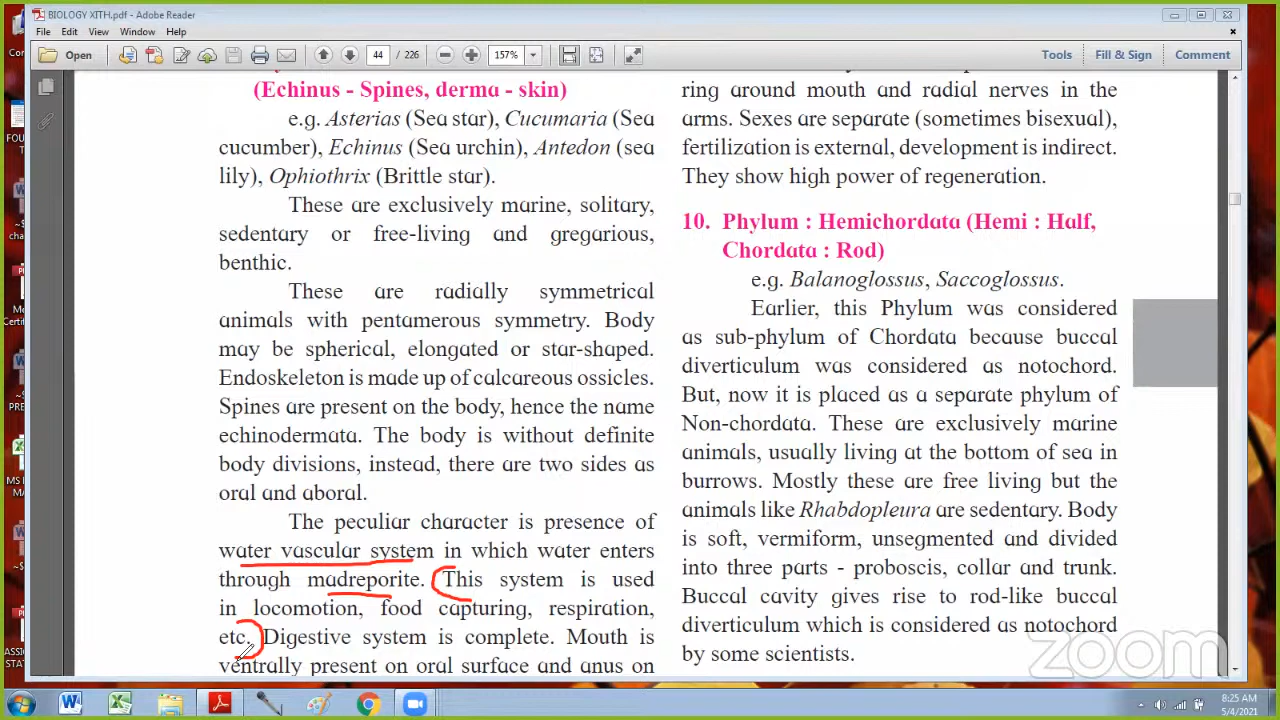 BIOLOGY XITH.pdf - Adobe Reader
File Edit View Window Help
Open
44 / 226
157%
Tools Fill & Sign Comment
(Echinus - Spines, derma - skin)
e.g. Asterias (Sea star), Cucumaria (Sea
cucumber), Echinus (Sea urchin), Antedon (sea
lily), Ophiothrix (Brittle star).
These are exclusively marine, solitary,
sedentary or free-living and gregarious,
benthic.
These are radially symmetrical
animals with pentamerous symmetry. Body
may be spherical, elongated or star-shaped.
Endoskeleton is made up of calcareous ossicles.
Spines are present on the body, hence the name
echinodermata. The body is without definite
body divisions, instead, there are two sides as
oral and aboral.
The peculiar character is presence of
water vascular system in which water enters
through madreporite. This system is used
in locomotion, food capturing, respiration,
etc. Digestive system is complete. Mouth is
ventrally present on oral surface and anus on
ring around mouth and radial nerves in the
arms. Sexes are separate (sometimes bisexual),
fertilization is external, development is indirect.
They show high power of regeneration.
10. Phylum : Hemichordata (Hemi : Half,
Chordata : Rod)
e.g. Balanoglossus, Saccoglossus.
Earlier, this Phylum was considered
as sub-phylum of Chordata because buccal
diverticulum was considered as notochord.
But, now it is placed as a separate phylum of
Non-chordata. These are exclusively marine
animals, usually living at the bottom of sea in
burrows. Mostly these are free living but the
animals like Rhabdopleura are sedentary. Body
is soft, vermiform, unsegmented and divided
into three parts - proboscis, collar and trunk.
Buccal cavity gives rise to rod-like buccal
diverticulum which is considered as notochord
by some scientists.
zoom
8:25 AM
5/4/2021